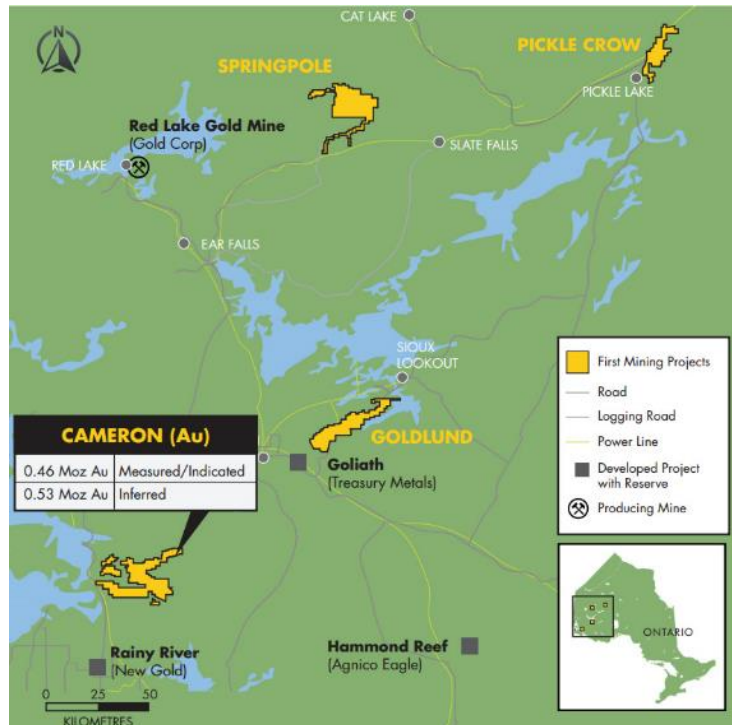 N
CAT LAKE
PICKLE CROW
SPRINGPOLE
PICKLE LAKE
Red Lake Gold Mine
(Gold Corp)
SLATE FALLS
RED LAKE
EAR FALLS
SIOUX
LOOKOUT
First Mining Projects
Road
Logging Road
Power Line
Developed Project
with Reserve
Producing Mine
CAMERON (Au)
0.46 Moz Au Measured/Indicated
0.53 Moz Au Inferred
GOLDLUND
Goliath
(Treasury Metals)
ONTARIO
Rainy River
(New Gold)
Hammond Reef
(Agnico Eagle)
0 25 50
KILOMETRES